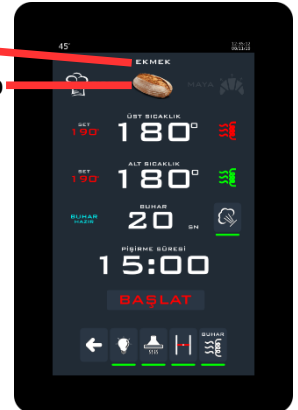 45°
EKMEK
MAYA
ÜST SICAKLIK
SET
190°
180°
ALT SICAKLIK
SET
190°
180°
BUHAR
BUHAR
HAZIR
20 SN
PİŞİRME SÜRESİ
15:00
BAŞLAT
BUHAR